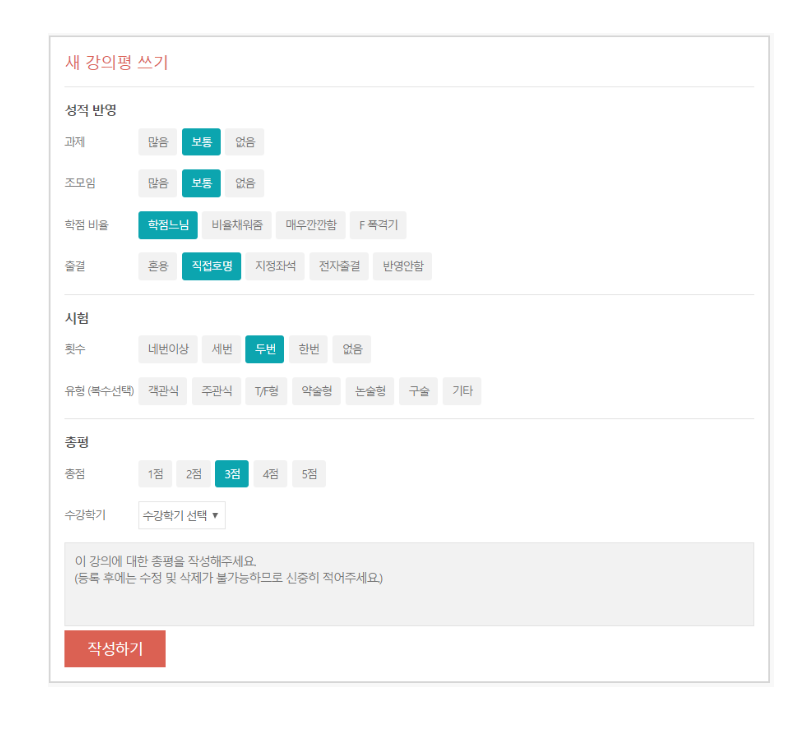 새 강의평 쓰기
성적 반영
과제 많음 보통 없음
조모임 많음 보통 없음
학점 비율 학점느님 비율채워줌 매우깐깐함 F 폭격기
출결 혼용 직접호명 지정좌석 전자출결 반영안함
시험
횟수 네번이상 세번 두번 한번 없음
유형 (복수선택) 객관식 주관식 T/F형 약술형 논술형 구술 기타
총평
총점 1점 2점 3점 4점 5점
수강학기 수강학기 선택 ▼
이 강의에 대한 총평을 작성해주세요.
(등록 후에는 수정 및 삭제가 불가능하므로 신중히 적어주세요.)
작성하기